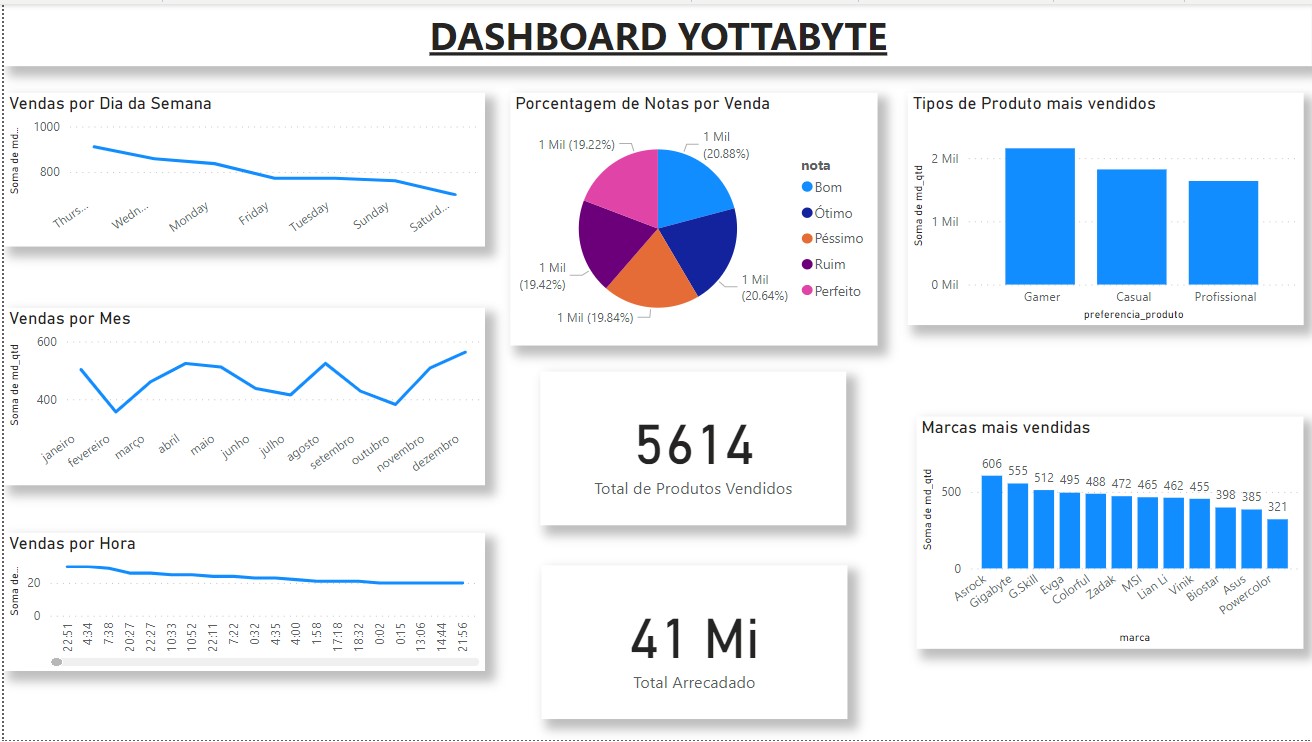 DASHBOARD YOTTABYTE
Vendas por Dia da Semana
Soma de md...
1000
800
Thurs...
Wedn...
Monday
Friday
Tuesday
Sunday
Saturd...
Vendas por Mes
Soma de md_qtd
600
400
janeiro
fevereiro
março
abril
maio
junho
julho
agosto
setembro
outubro
novembro
dezembro
Vendas por Hora
Soma de...
20
0
22:51
4:34
7:38
20:27
22:27
10:33
10:52
22:11
7:22
0:32
4:35
4:00
1:58
17:18
18:32
0:02
0:15
13:06
14:44
21:56
Porcentagem de Notas por Venda
1 Mil (19.22%)
1 Mil
(20.88%)
1 Mil
(19.42%)
1 Mil
(20.64%)
1 Mil (19.84%)
nota
Bom
Ótimo
Péssimo
Ruim
Perfeito
5614
Total de Produtos Vendidos
41 Mi
Total Arrecadado
Tipos de Produto mais vendidos
Soma de md_qtd
2 Mil
1 Mil
0 Mil
Gamer
Casual
Profissional
preferencia_produto
Marcas mais vendidas
Soma de md_qtd
500
0
606
555
512
495
488
472
465
462
455
398
385
321
Asrock
Gigabyte
G.Skill
Evga
Colorful
Zadak
MSI
Lian Li
Vinik
Biostar
Asus
Powercolor
marca